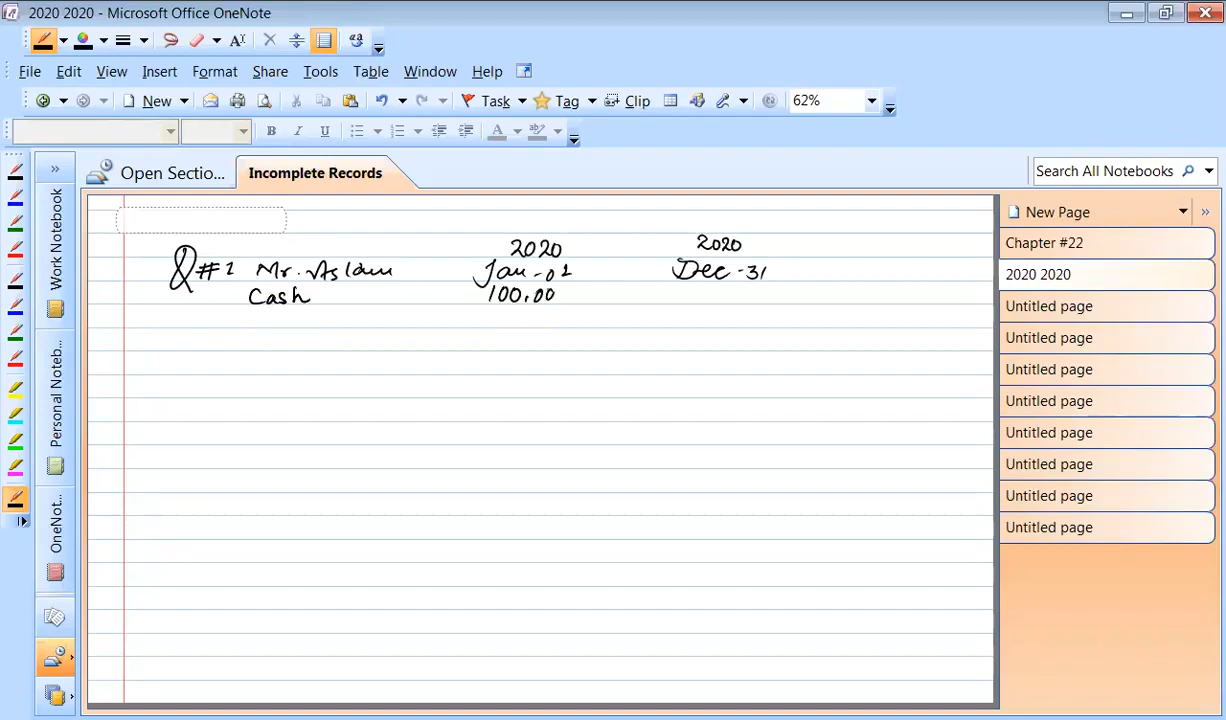 2020 2020 - Microsoft Office OneNote
File Edit View Insert Format Share Tools Table Window Help
New Task Tag Clip 62%
Open Sectio... Incomplete Records Search All Notebooks
Work Notebook
Personal Noteb...
OneNot...
New Page
Chapter #22
2020 2020
Untitled page
Untitled page
Untitled page
Untitled page
Untitled page
Untitled page
Untitled page
Untitled page
2020 2020
Q#1 Mr. Aslam Jan-01 Dec-31
Cash 100,00